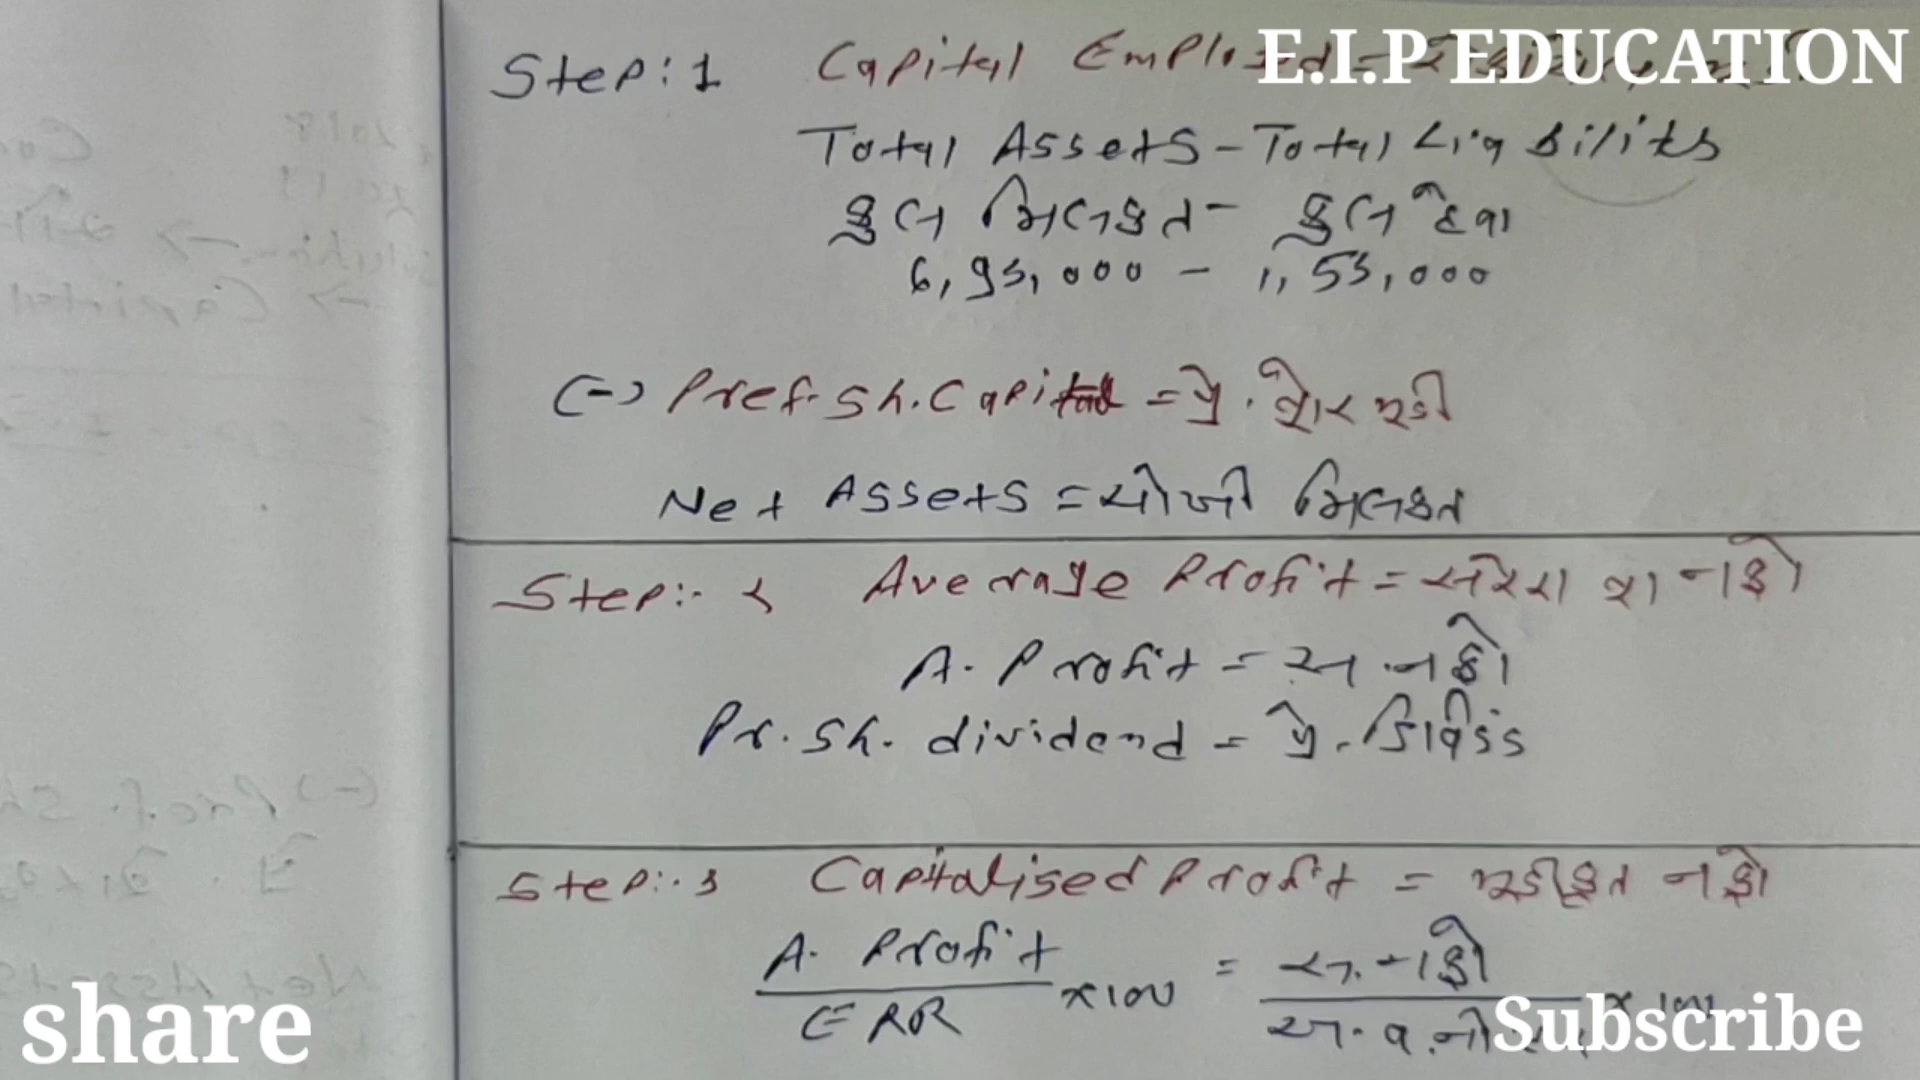 E.I.P EDUCATION
Step:1 Capital Employed =
Total Assets - Total Liabilits
કુલ મિલકત - કુલ દેવા
6,95,000 - 1,55,000
(-) Pref. Sh. Capital = પ્રે. શેર મૂડી
Net Assets = ચોખ્ખી મિલકત
Step:- 2 Average Profit = સરેરાશ નફો
A. Profit = સ. નફો
Pr. Sh. dividend = પ્રે. ડિવિડંડ
Step:- 3 Capitalised Profit = મૂડીકૃત નફો
A. Profit = સ. નફો
ERR x100
share
Subscribe